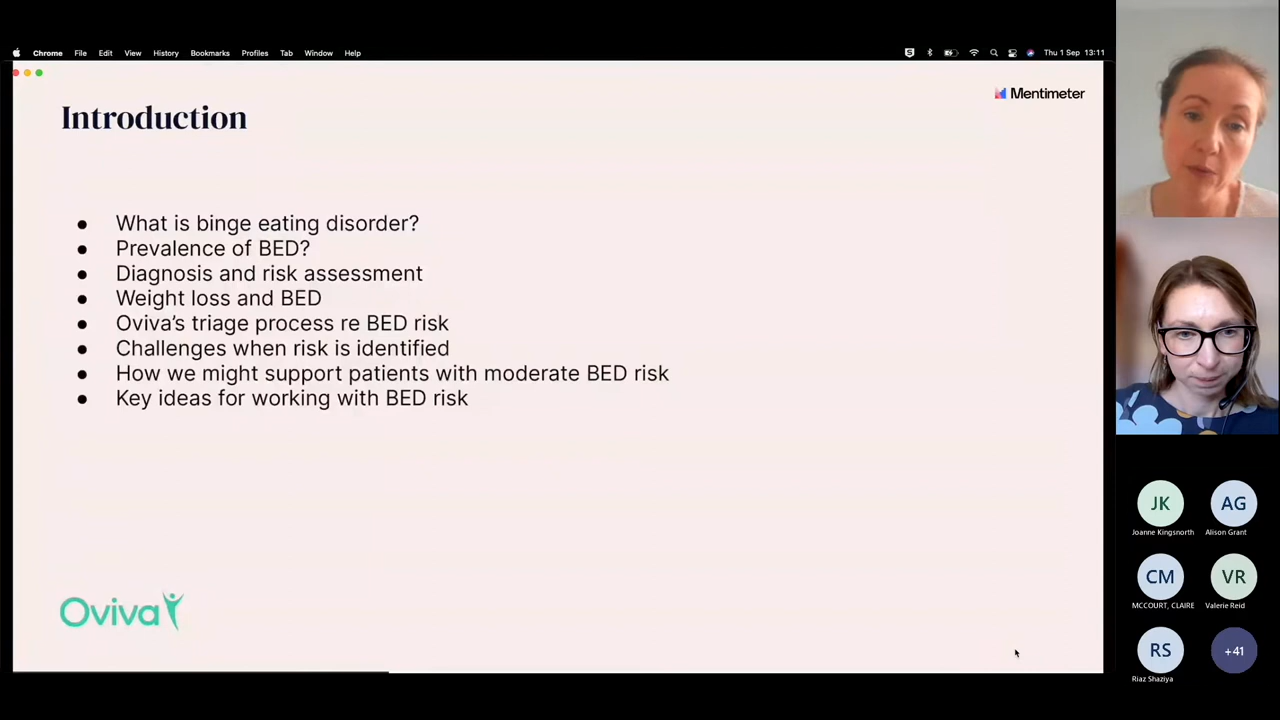 Chrome File Edit View History Bookmarks Profiles Tab Window Help
Thu 1 Sep 13:11
Mentimeter
Introduction
● What is binge eating disorder?
● Prevalence of BED?
● Diagnosis and risk assessment
● Weight loss and BED
● Oviva’s triage process re BED risk
● Challenges when risk is identified
● How we might support patients with moderate BED risk
● Key ideas for working with BED risk
Oviva
JK AG
Joanne Kingsnorth Alison Grant
CM VR
MCCOURT, CLAIRE Valerie Reid
RS +41
Riaz Shaziya